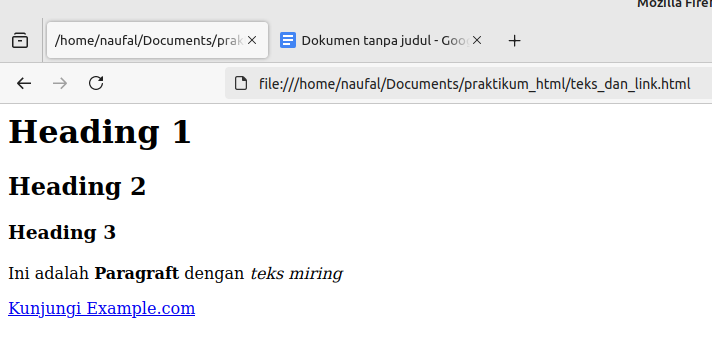 Mozilla Firef
/home/naufal/Documents/prak
Dokumen tanpa judul - Goo
file:///home/naufal/Documents/praktikum_html/teks_dan_link.html
Heading 1
Heading 2
Heading 3
Ini adalah Paragraft dengan teks miring
Kunjungi Example.com